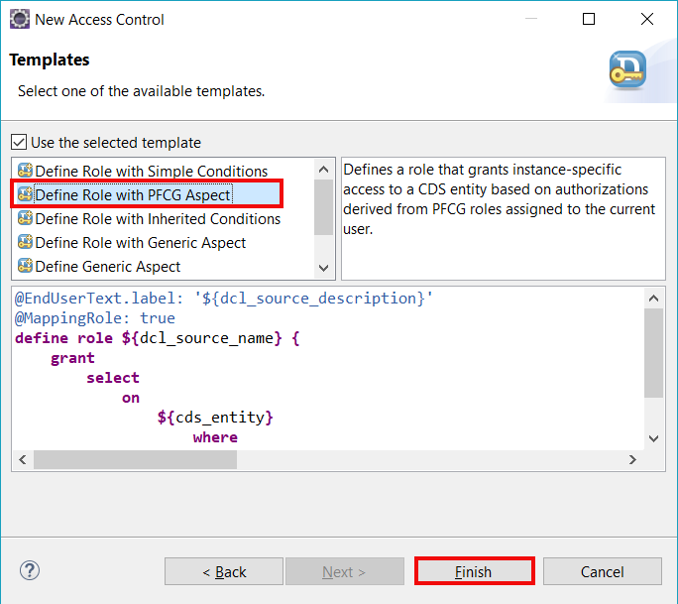 New Access Control
Templates
Select one of the available templates.
Use the selected template
Define Role with Simple Conditions
Define Role with PFCG Aspect
Define Role with Inherited Conditions
Define Role with Generic Aspect
Define Generic Aspect
Defines a role that grants instance-specific
access to a CDS entity based on authorizations
derived from PFCG roles assigned to the current
user.
@EndUserText.label: '${dcl_source_description}'
@MappingRole: true
define role ${dcl_source_name} {
grant
select
on
${cds_entity}
where
?
< Back
Next >
Finish
Cancel